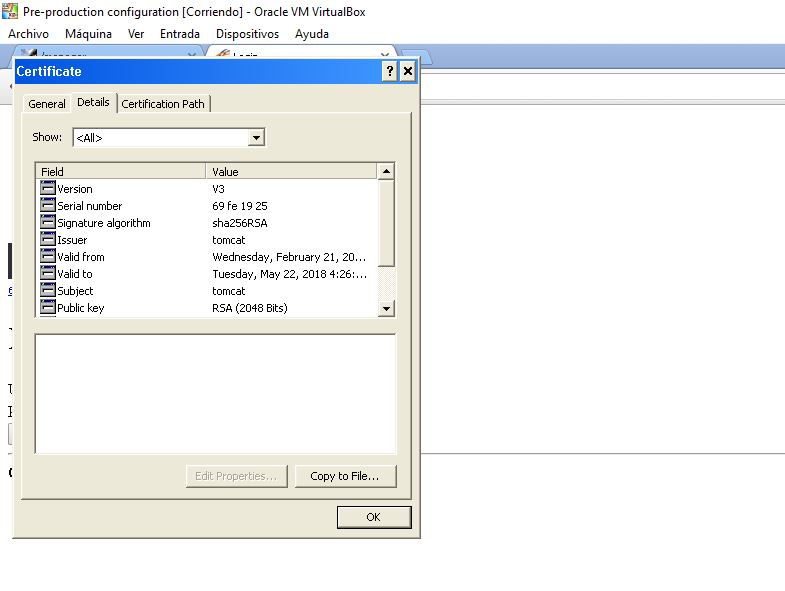 Pre-production configuration [Corriendo] - Oracle VM VirtualBox
Archivo Máquina Ver Entrada Dispositivos Ayuda
Certificate
General Details Certification Path
Show: <All>
Field Value
Version V3
Serial number 69 fe 19 25
Signature algorithm sha256RSA
Issuer tomcat
Valid from Wednesday, February 21, 20...
Valid to Tuesday, May 22, 2018 4:26:...
Subject tomcat
Public key RSA (2048 Bits)
Edit Properties... Copy to File...
OK